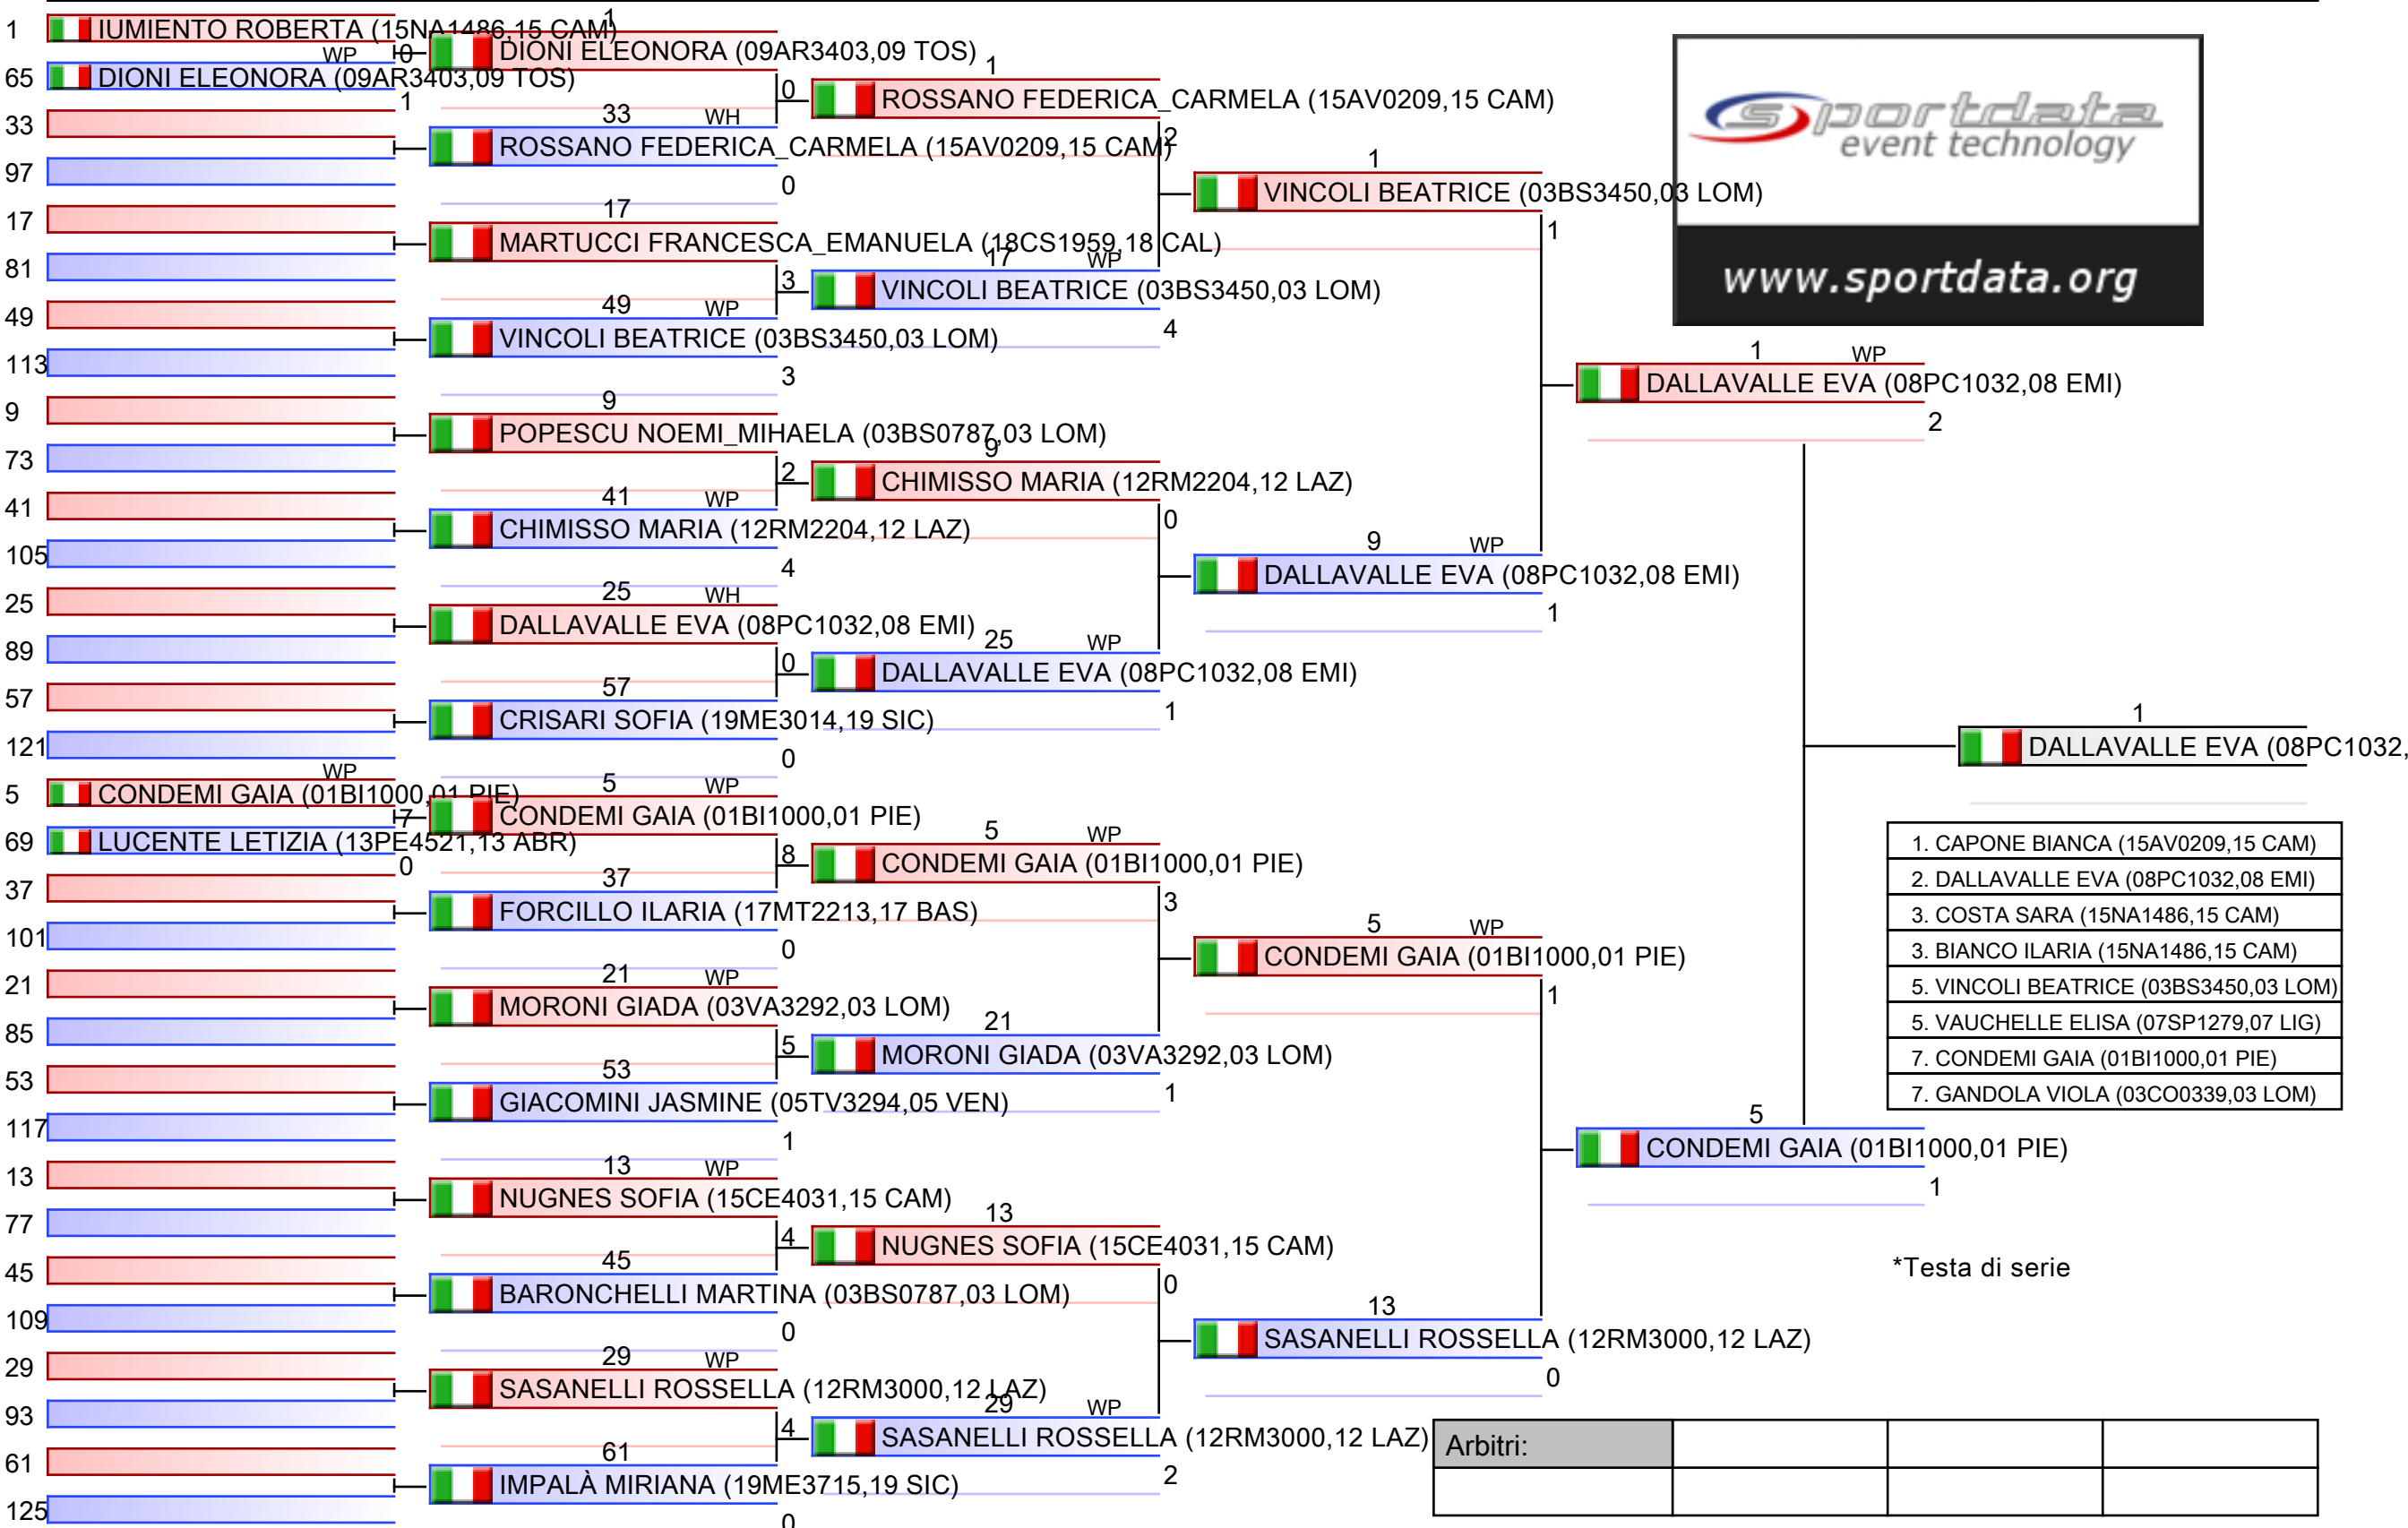 1 IUMIENTO ROBERTA (15NA1486,15 CAM)
WP 0
65 DIONI ELEONORA (09AR3403,09 TOS)
1
33
97
17
81
49
113
9
73
41
105
25
89
57
121
WP
5 CONDEMI GAIA (01BI1000,01 PIE)
7
69 LUCENTE LETIZIA (13PE4521,13 ABR)
0
37
101
21
85
53
117
13
77
45
109
29
93
61
125
1
DIONI ELEONORA (09AR3403,09 TOS)
0
33 WH
ROSSANO FEDERICA_CARMELA (15AV0209,15 CAM)
0
17
MARTUCCI FRANCESCA_EMANUELA (18CS1959,18 CAL)
3
49 WP
VINCOLI BEATRICE (03BS3450,03 LOM)
3
9
POPESCU NOEMI_MIHAELA (03BS0787,03 LOM)
2
41 WP
CHIMISSO MARIA (12RM2204,12 LAZ)
4
25 WH
DALLAVALLE EVA (08PC1032,08 EMI)
0
57
CRISARI SOFIA (19ME3014,19 SIC)
0
5 WP
CONDEMI GAIA (01BI1000,01 PIE)
8
37
FORCILLO ILARIA (17MT2213,17 BAS)
0
21 WP
MORONI GIADA (03VA3292,03 LOM)
5
53
GIACOMINI JASMINE (05TV3294,05 VEN)
1
13 WP
NUGNES SOFIA (15CE4031,15 CAM)
4
45
BARONCHELLI MARTINA (03BS0787,03 LOM)
0
29 WP
SASANELLI ROSSELLA (12RM3000,12 LAZ)
4
61
IMPALÀ MIRIANA (19ME3715,19 SIC)
0
1
ROSSANO FEDERICA_CARMELA (15AV0209,15 CAM)
2
17 WP
VINCOLI BEATRICE (03BS3450,03 LOM)
4
9
CHIMISSO MARIA (12RM2204,12 LAZ)
0
25 WP
DALLAVALLE EVA (08PC1032,08 EMI)
1
5 WP
CONDEMI GAIA (01BI1000,01 PIE)
3
21
MORONI GIADA (03VA3292,03 LOM)
1
13
NUGNES SOFIA (15CE4031,15 CAM)
0
29 WP
SASANELLI ROSSELLA (12RM3000,12 LAZ)
2
1
VINCOLI BEATRICE (03BS3450,03 LOM)
1
9 WP
DALLAVALLE EVA (08PC1032,08 EMI)
1
5 WP
CONDEMI GAIA (01BI1000,01 PIE)
1
13
SASANELLI ROSSELLA (12RM3000,12 LAZ)
0
sportdata
event technology
www.sportdata.org
1 WP
DALLAVALLE EVA (08PC1032,08 EMI)
2
5
CONDEMI GAIA (01BI1000,01 PIE)
1
1
DALLAVALLE EVA (08PC1032,
1. CAPONE BIANCA (15AV0209,15 CAM)
2. DALLAVALLE EVA (08PC1032,08 EMI)
3. COSTA SARA (15NA1486,15 CAM)
3. BIANCO ILARIA (15NA1486,15 CAM)
5. VINCOLI BEATRICE (03BS3450,03 LOM)
5. VAUCHELLE ELISA (07SP1279,07 LIG)
7. CONDEMI GAIA (01BI1000,01 PIE)
7. GANDOLA VIOLA (03CO0339,03 LOM)
*Testa di serie
Arbitri: